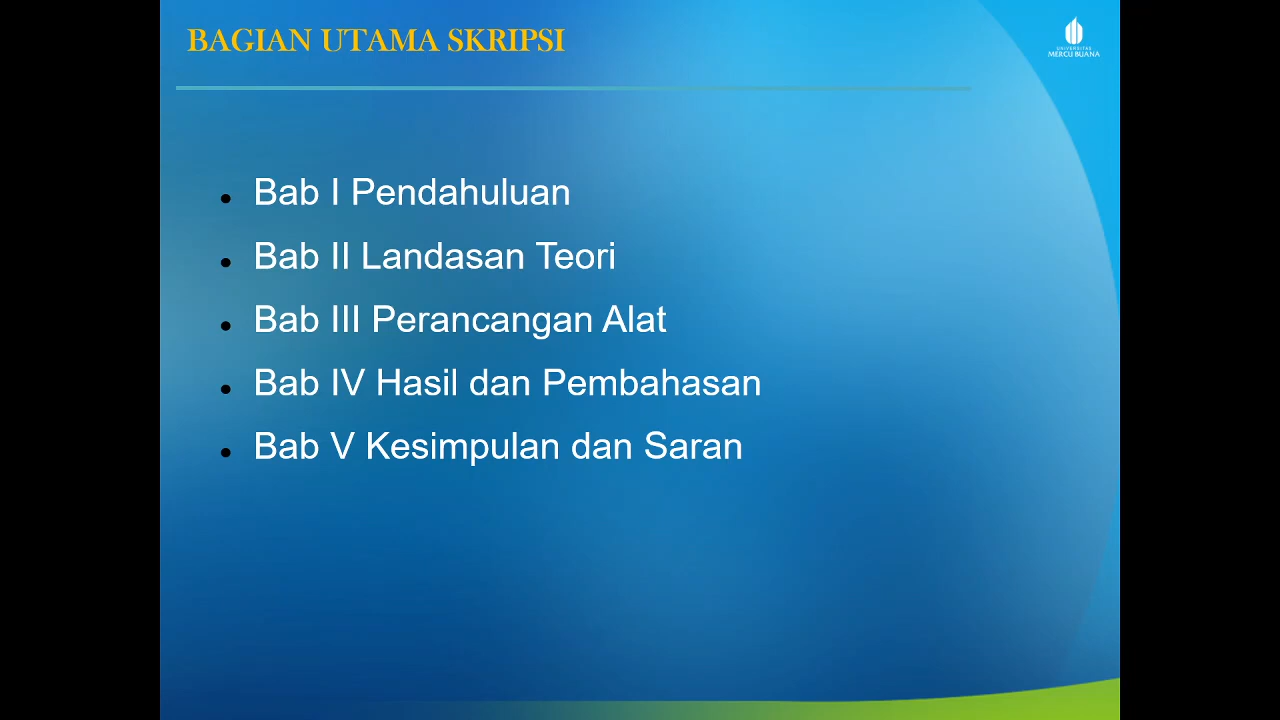 BAGIAN UTAMA SKRIPSI
UNIVERSITAS
MERCU BUANA
Bab I Pendahuluan
Bab II Landasan Teori
Bab III Perancangan Alat
Bab IV Hasil dan Pembahasan
Bab V Kesimpulan dan Saran